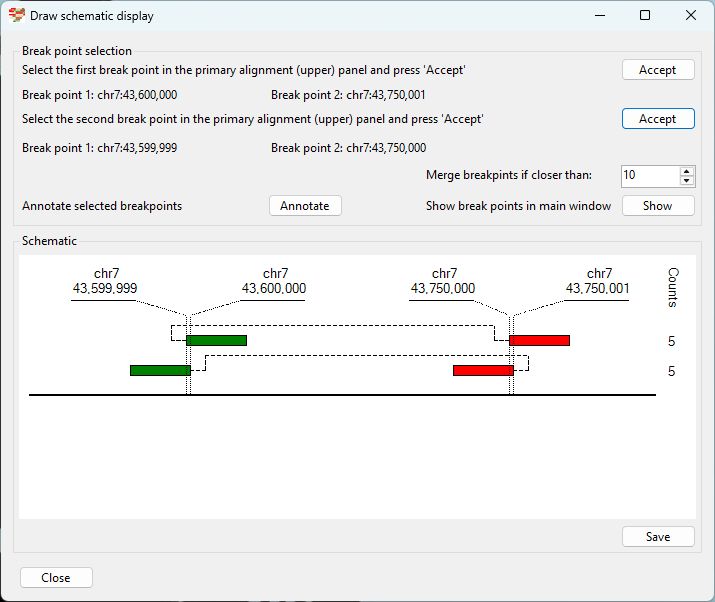 Draw schematic display
Break point selection
Select the first break point in the primary alignment (upper) panel and press 'Accept'
Accept
Break point 1: chr7:43,600,000
Break point 2: chr7:43,750,001
Select the second break point in the primary alignment (upper) panel and press 'Accept'
Accept
Break point 1: chr7:43,599,999
Break point 2: chr7:43,750,000
Merge breakpints if closer than:
10
Annotate selected breakpoints
Annotate
Show break points in main window
Show
Schematic
chr7
43,599,999
chr7
43,600,000
chr7
43,750,000
chr7
43,750,001
Counts
5
5
Save
Close